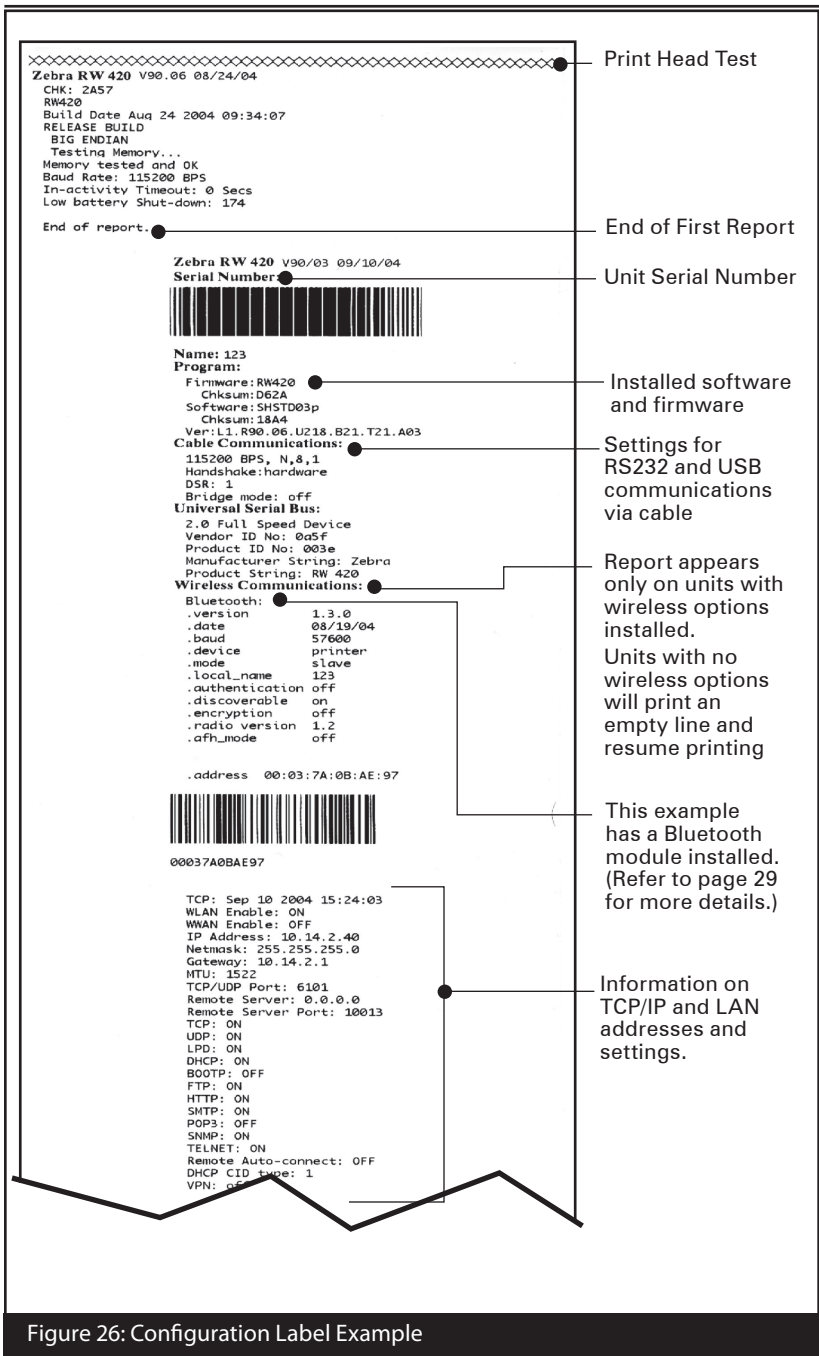 Print Head Test
Zebra RW 420 V90.06 08/24/04
CHK: 2A57
RW420
Build Date Aug 24 2004 09:34:07
RELEASE BUILD
BIG ENDIAN
Testing Memory...
Memory tested and OK
Baud Rate: 115200 BPS
In-activity Timeout: 0 Secs
Low battery Shut-down: 174
End of report.
End of First Report
Zebra RW 420 V90/03 09/10/04
Serial Number:
Unit Serial Number
Name: 123
Program:
Firmware:RW420
Chksum:D62A
Software:SHSTD03p
Chksum:18A4
Ver:L1.R90.06.U218.B21.T21.A03
Installed software
and firmware
Cable Communications:
115200 BPS, N,8,1
Handshake:hardware
DSR: 1
Bridge mode: off
Universal Serial Bus:
2.0 Full Speed Device
Vendor ID No: 0a5f
Product ID No: 003e
Manufacturer String: Zebra
Product String: RW 420
Settings for
RS232 and USB
communications
via cable
Wireless Communications:
Report appears
only on units with
wireless options
installed.
Units with no
wireless options
will print an
empty line and
resume printing
Bluetooth:
.version 1.3.0
.date 08/19/04
.baud 57600
.device printer
.mode slave
.local_name 123
.authentication off
.discoverable on
.encryption off
.radio version 1.2
.afh_mode off
.address 00:03:7A:0B:AE:97
00037A0BAE97
This example
has a Bluetooth
module installed.
(Refer to page 29
for more details.)
TCP: Sep 10 2004 15:24:03
WLAN Enable: ON
WWAN Enable: OFF
IP Address: 10.14.2.40
Netmask: 255.255.255.0
Gateway: 10.14.2.1
MTU: 1522
TCP/UDP Port: 6101
Remote Server: 0.0.0.0
Remote Server Port: 10013
TCP: ON
UDP: ON
LPD: ON
DHCP: ON
BOOTP: OFF
FTP: ON
HTTP: ON
SMTP: ON
POP3: OFF
SNMP: ON
TELNET: ON
Remote Auto-connect: OFF
DHCP CID type: 1
VPN:
Information on
TCP/IP and LAN
addresses and
settings.
Figure 26: Configuration Label Example